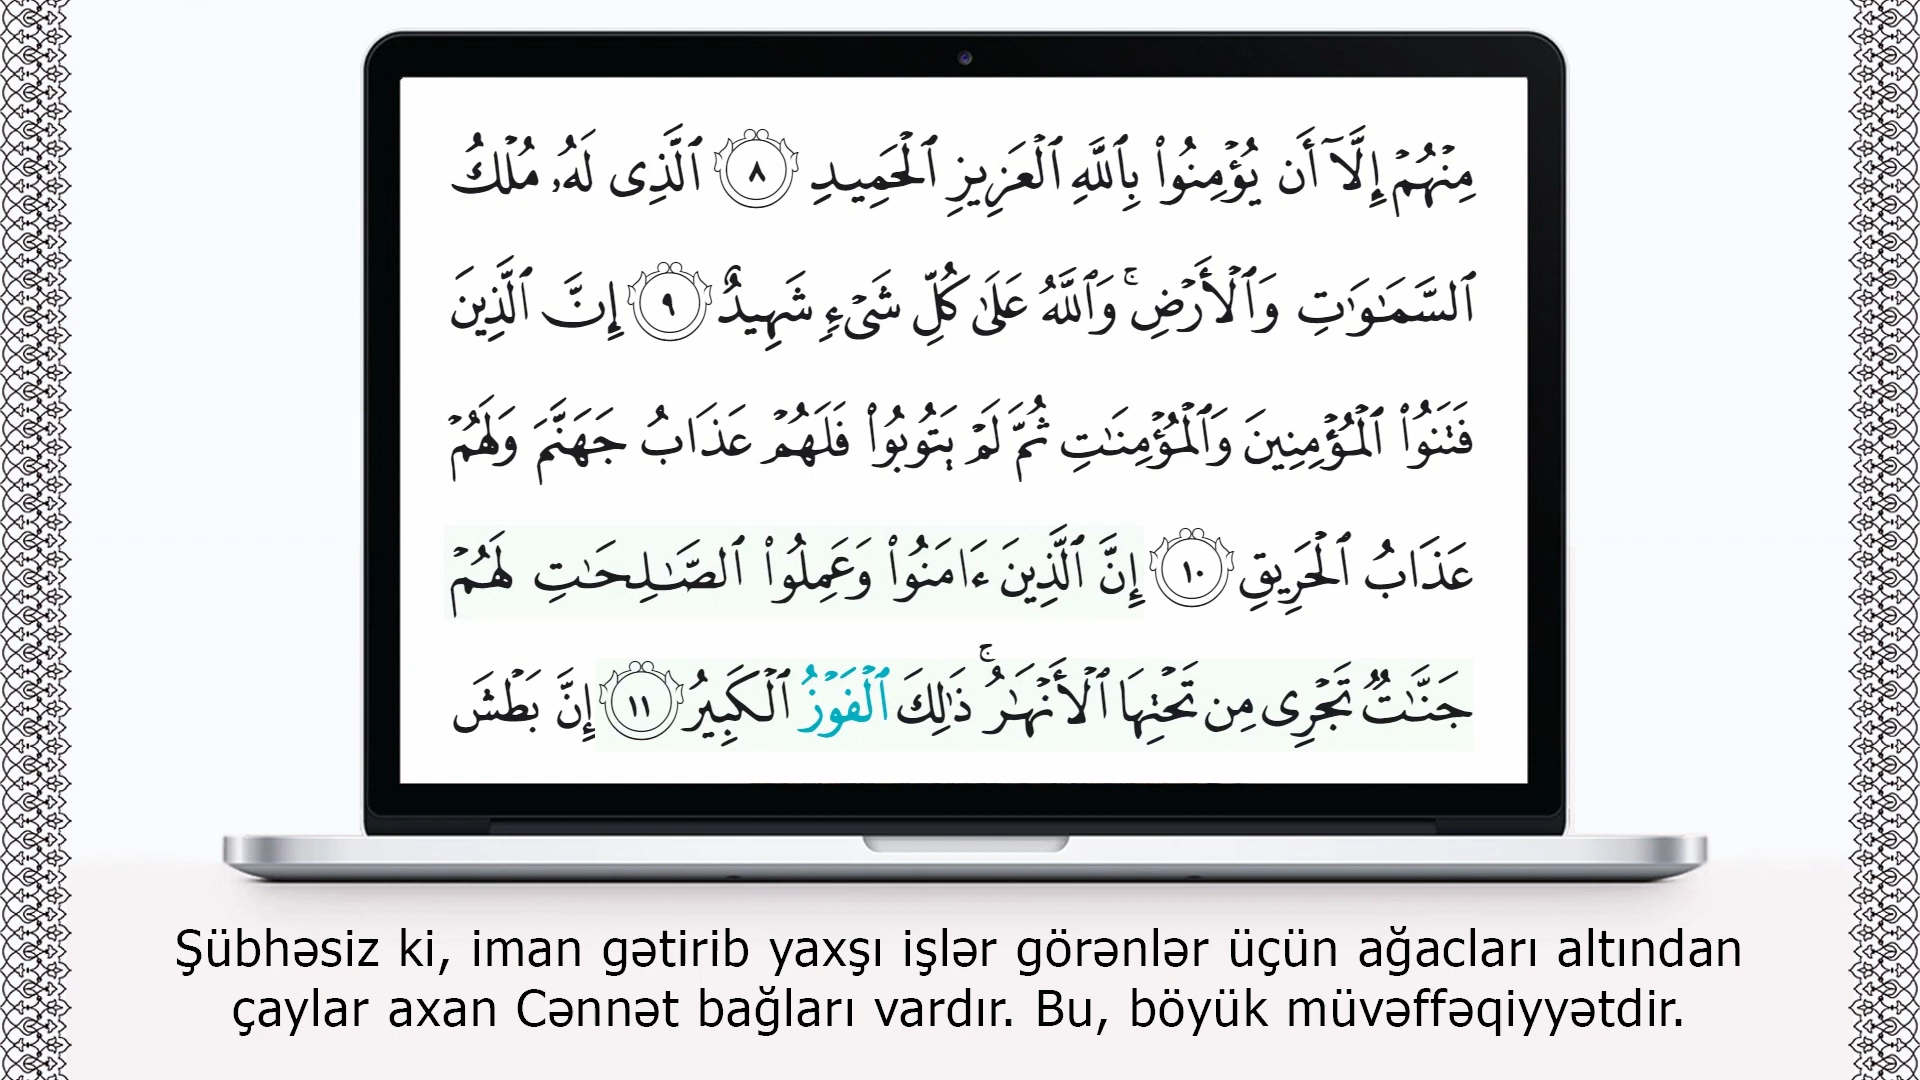 مِنْهُمْ إِلَّآ أَن يُؤْمِنُوا۟ بِٱللَّهِ ٱلْعَزِيزِ ٱلْحَمِيدِ ٨ ٱلَّذِى لَهُۥ مُلْكُ
ٱلسَّمَـٰوَٰتِ وَٱلْأَرْضِ ۚ وَٱللَّهُ عَلَىٰ كُلِّ شَىْءٍ شَهِيدٌ ٩ إِنَّ ٱلَّذِينَ
فَتَنُوا۟ ٱلْمُؤْمِنِينَ وَٱلْمُؤْمِنَـٰتِ ثُمَّ لَمْ يَتُوبُوا۟ فَلَهُمْ عَذَابُ جَهَنَّمَ وَلَهُمْ
عَذَابُ ٱلْحَرِيقِ ١٠ إِنَّ ٱلَّذِينَ ءَامَنُوا۟ وَعَمِلُوا۟ ٱلصَّـٰلِحَـٰتِ لَهُمْ
جَنَّـٰتٌ تَجْرِى مِن تَحْتِهَا ٱلْأَنْهَـٰرُ ۚ ذَٰلِكَ ٱلْفَوْزُ ٱلْكَبِيرُ ١١ إِنَّ بَطْشَ
Şübhəsiz ki, iman gətirib yaxşı işlər görənlər üçün ağacları altından
çaylar axan Cənnət bağları vardır. Bu, böyük müvəffəqiyyətdir.